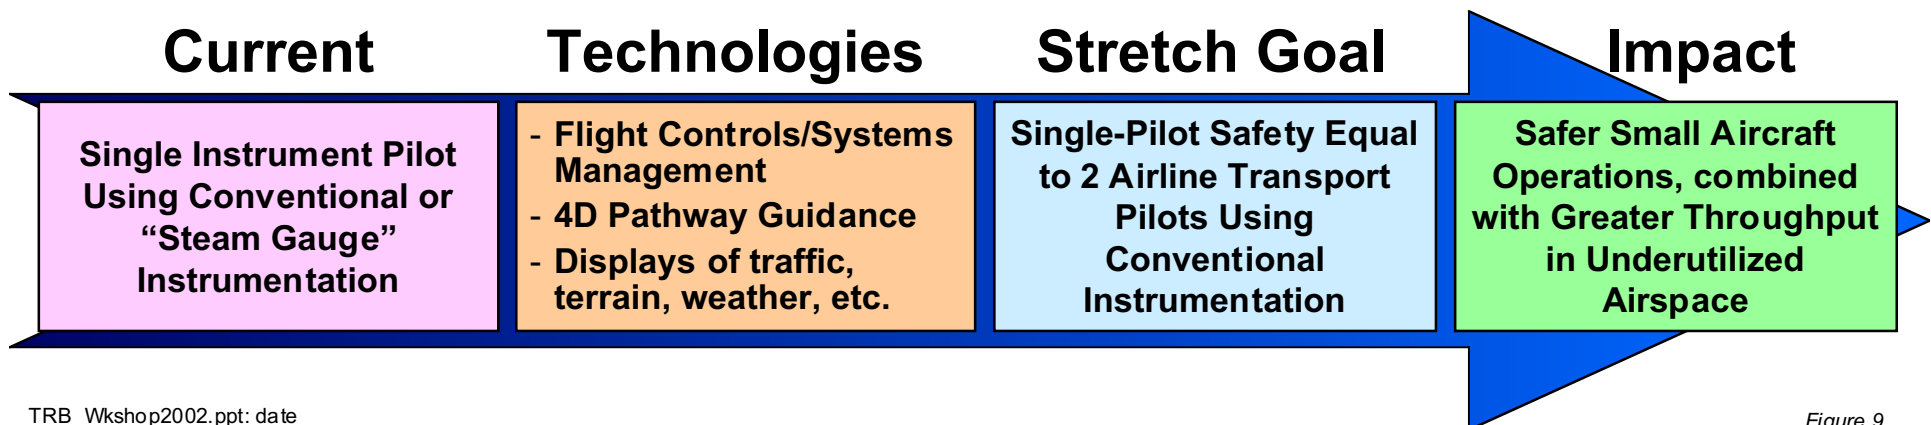 Current
Technologies
Stretch Goal
Impact
Single Instrument Pilot
Using Conventional or
“Steam Gauge”
Instrumentation
- Flight Controls/Systems
Management
- 4D Pathway Guidance
- Displays of traffic,
terrain, weather, etc.
Single-Pilot Safety Equal
to 2 Airline Transport
Pilots Using
Conventional
Instrumentation
Safer Small Aircraft
Operations, combined
with Greater Throughput
in Underutilized
Airspace
TRB Wkshop2002.ppt: date
Figure 9